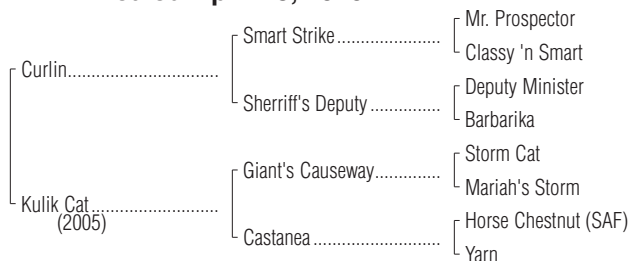 Curlin
Smart Strike
Mr. Prospector
Classy 'n Smart
Sherriff's Deputy
Deputy Minister
Barbarika
Kulik Cat
(2005)
Giant's Causeway
Storm Cat
Mariah's Storm
Castanea
Horse Chestnut (SAF)
Yarn